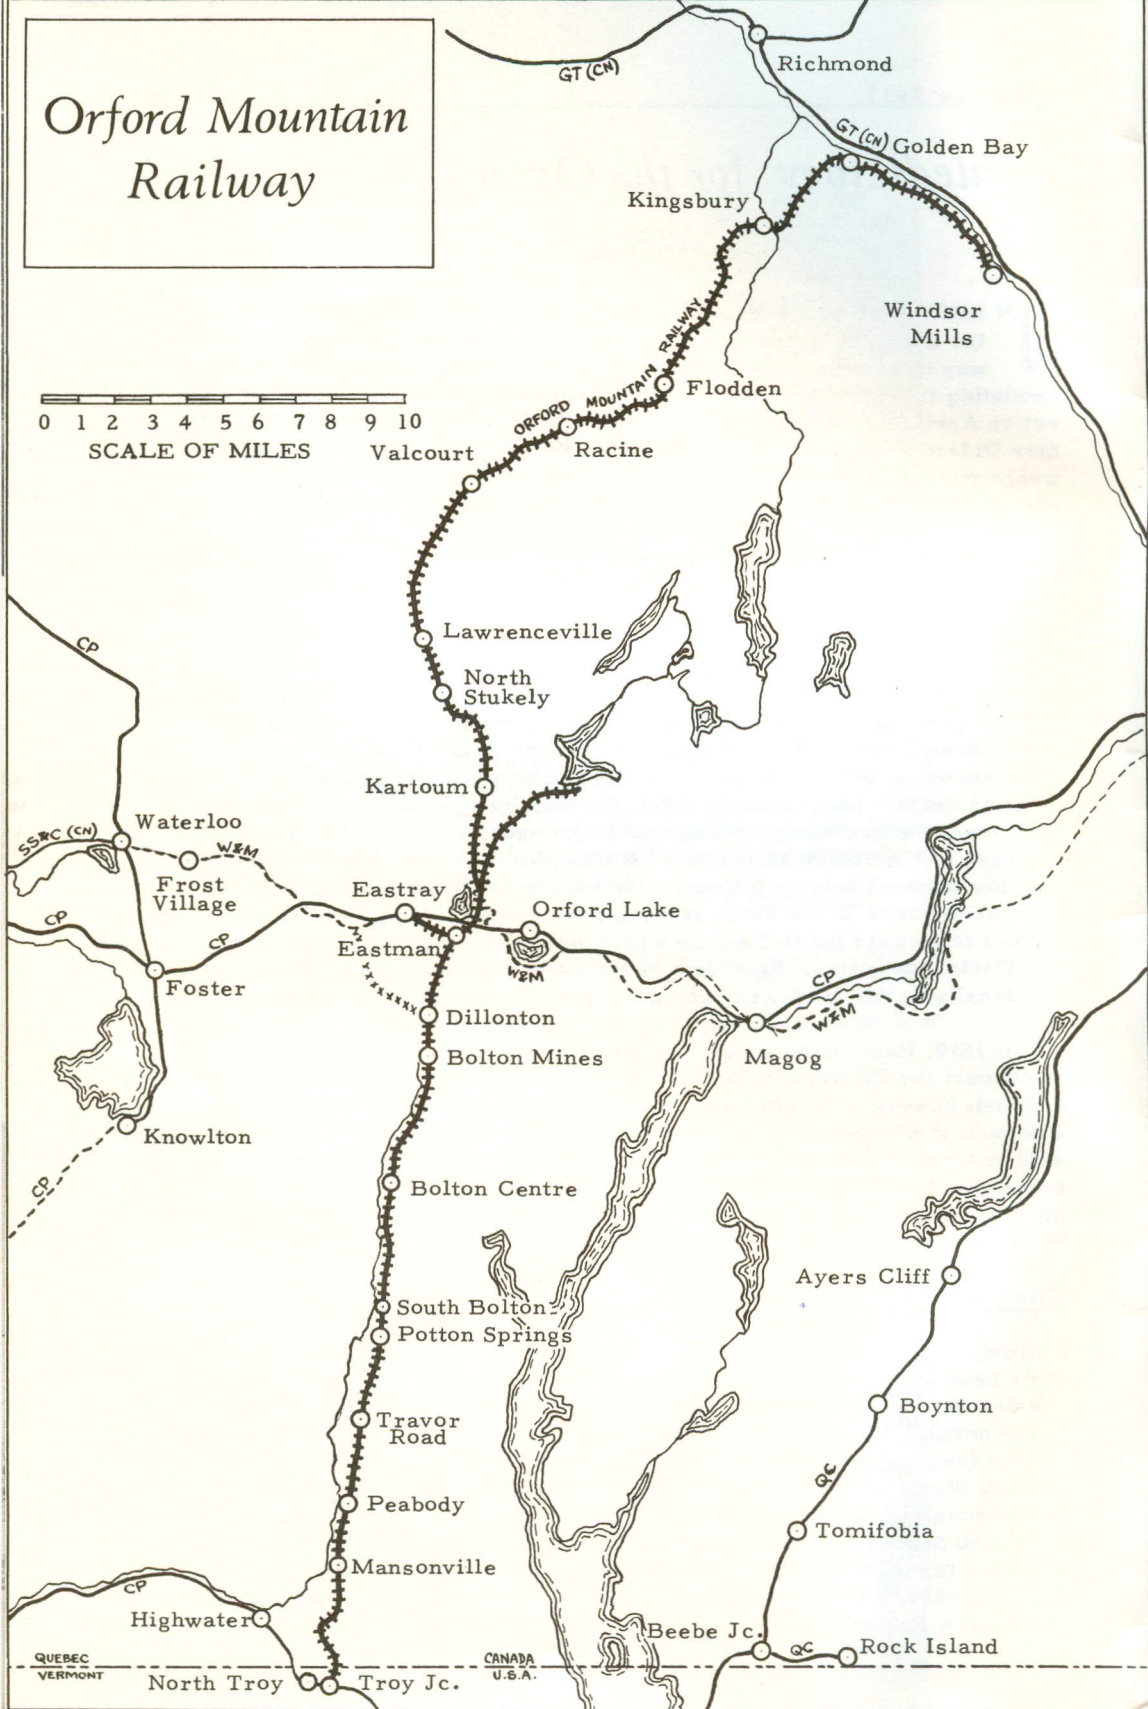 Orford Mountain
Railway
GT (CN)
Richmond
GT (CN)
Golden Bay
Kingsbury
Windsor
Mills
ORFORD MOUNTAIN RAILWAY
Flodden
0 1 2 3 4 5 6 7 8 9 10
SCALE OF MILES
Valcourt
Racine
Lawrenceville
North
Stukely
CP
Kartoum
SS&C (CN)
Waterloo
W&M
Frost
Village
Eastray
Orford Lake
CP
CP
Eastman
W&M
Foster
CP
W&M
Dillonton
Magog
Bolton Mines
Knowlton
CP
Bolton Centre
Ayers Cliff
South Bolton
Potton Springs
Boynton
Travor
Road
QC
Peabody
Tomifobia
Mansonville
CP
Highwater
Beebe Jc.
QC
Rock Island
QUEBEC
VERMONT
CANADA
U.S.A.
North Troy
Troy Jc.